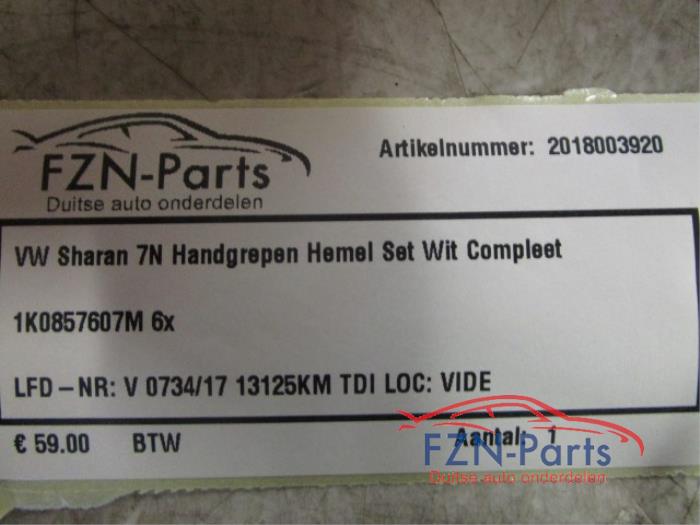 FZN-Parts
Duitse auto onderdelen
Artikelnummer: 2018003920
VW Sharan 7N Handgrepen Hemel Set Wit Compleet
1K0857607M 6x
LFD-NR: V 0734/17 13125KM TDI LOC: VIDE
€ 59.00 BTW Aantal: 1
FZN-Parts
Duitse auto onderdelen